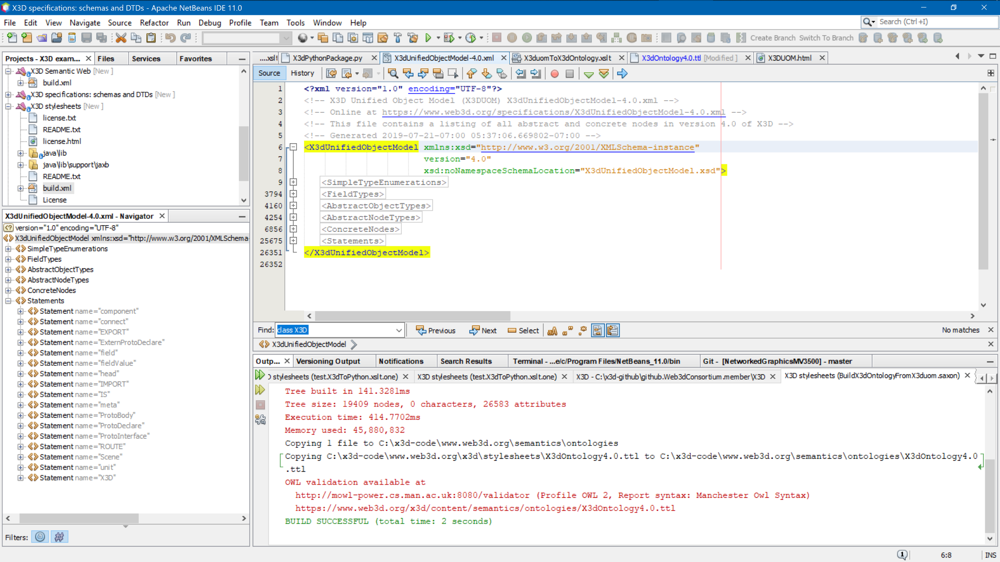 X3D specifications: schemas and DTDs - Apache NetBeans IDE 11.0
File Edit View Navigate Source Refactor Run Debug Profile Team Tools Window Help
Search (Ctrl+I)
Create Branch Switch To Branch
Projects - X3D exam... Files Services Favorites
X3D Semantic Web [New]
build.xml
X3D specifications: schemas and DTDs [New]
X3D stylesheets [New]
license.txt
README.txt
license.html
java\lib
java\lib\support\jaxb
README.txt
build.xml
License
X3dUnifiedObjectModel-4.0.xml - Navigator
version="1.0" encoding="UTF-8"
X3dUnifiedObjectModel xmlns:xsd="http://www.w3.org/2001/XMLSchema-
SimpleTypeEnumerations
FieldTypes
AbstractObjectTypes
AbstractNodeTypes
ConcreteNodes
Statements
Statement name="component"
Statement name="connect"
Statement name="EXPORT"
Statement name="ExternProtoDeclare"
Statement name="field"
Statement name="fieldValue"
Statement name="head"
Statement name="IMPORT"
Statement name="IS"
Statement name="meta"
Statement name="ProtoBody"
Statement name="ProtoDeclare"
Statement name="ProtoInterface"
Statement name="ROUTE"
Statement name="Scene"
Statement name="unit"
Statement name="X3D"
Filters:
....xslt X3dPythonPackage.py X3dUnifiedObjectModel-4.0.xml X3duomToX3dOntology.xslt X3dOntology4.0.ttl [Modified] X3DUOM.html
Source History
1 <?xml version="1.0" encoding="UTF-8"?>
2 <!-- X3D Unified Object Model (X3DUOM) X3dUnifiedObjectModel-4.0.xml -->
3 <!-- Online at https://www.web3d.org/specifications/X3dUnifiedObjectModel-4.0.xml -->
4 <!-- This file contains a listing of all abstract and concrete nodes in version 4.0 of X3D -->
5 <!-- Generated 2019-07-21-07:00 05:37:06.669802-07:00 -->
6 <X3dUnifiedObjectModel xmlns:xsd="http://www.w3.org/2001/XMLSchema-instance"
7 version="4.0"
8 xsd:noNamespaceSchemaLocation="X3dUnifiedObjectModel.xsd">
9 <SimpleTypeEnumerations>
3794 <FieldTypes>
4160 <AbstractObjectTypes>
4254 <AbstractNodeTypes>
6856 <ConcreteNodes>
25675 <Statements>
26351 </X3dUnifiedObjectModel>
26352
Find: class X3D Previous Next Select No matches
X3dUnifiedObjectModel
Outp... Versioning Output Notifications Search Results Terminal - ...e/c/Program Files/NetBeans_11.0/bin Git - [NetworkedGraphicsMV3500] - master
D stylesheets (test.X3dToPython.xslt.one) X3D stylesheets (test.X3dToPython.xslt.one) X3D - C:\x3d-github\github.Web3dConsortium.member\X3D X3D stylesheets (BuildX3dOntologyFromX3duom.saxon)
Tree built in 141.3281ms
Tree size: 19409 nodes, 0 characters, 26583 attributes
Execution time: 414.7702ms
Memory used: 45,880,832
Copying 1 file to C:\x3d-code\www.web3d.org\semantics\ontologies
Copying C:\x3d-code\www.web3d.org\x3d\stylesheets\X3dOntology4.0.ttl to C:\x3d-code\www.web3d.org\semantics\ontologies\X3dOntology4.0
.ttl
OWL validation available at
http://mowl-power.cs.man.ac.uk:8080/validator (Profile OWL 2, Report syntax: Manchester Owl Syntax)
https://www.web3d.org/x3d/content/semantics/ontologies/X3dOntology4.0.ttl
BUILD SUCCESSFUL (total time: 2 seconds)
1 6:8 INS